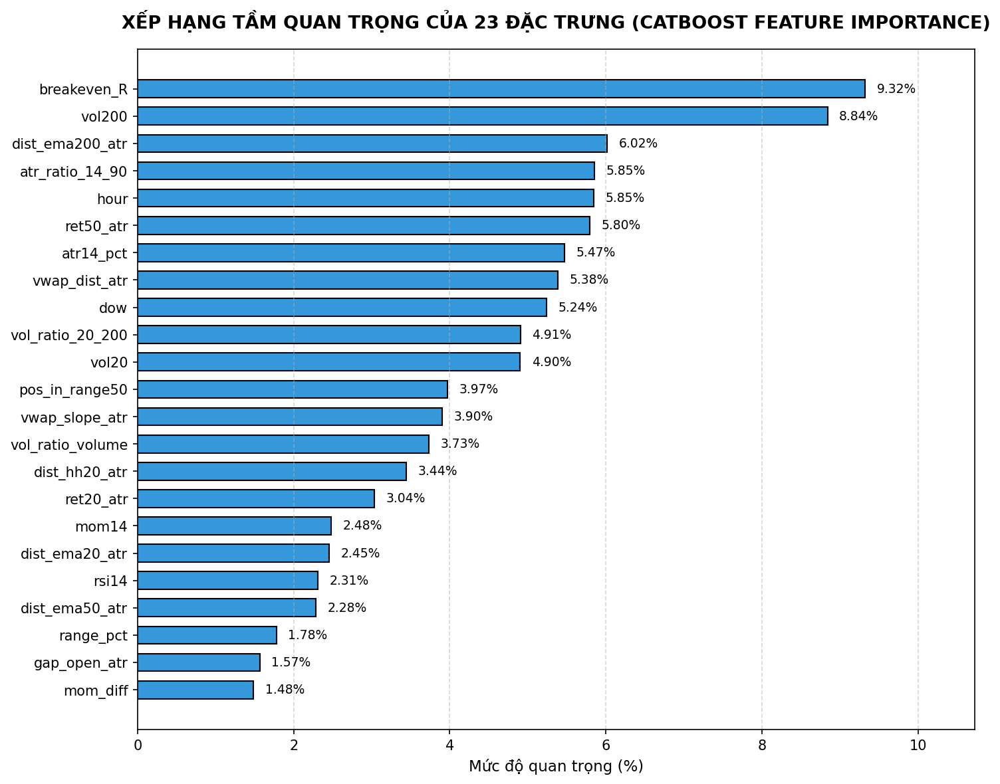 XẾP HẠNG TẦM QUAN TRỌNG CỦA 23 ĐẶC TRƯNG (CATBOOST FEATURE IMPORTANCE)
breakeven_R 9.32%
vol200 8.84%
dist_ema200_atr 6.02%
atr_ratio_14_90 5.85%
hour 5.85%
ret50_atr 5.80%
atr14_pct 5.47%
vwap_dist_atr 5.38%
dow 5.24%
vol_ratio_20_200 4.91%
vol20 4.90%
pos_in_range50 3.97%
vwap_slope_atr 3.90%
vol_ratio_volume 3.73%
dist_hh20_atr 3.44%
ret20_atr 3.04%
mom14 2.48%
dist_ema20_atr 2.45%
rsi14 2.31%
dist_ema50_atr 2.28%
range_pct 1.78%
gap_open_atr 1.57%
mom_diff 1.48%
0 2 4 6 8 10
Mức độ quan trọng (%)